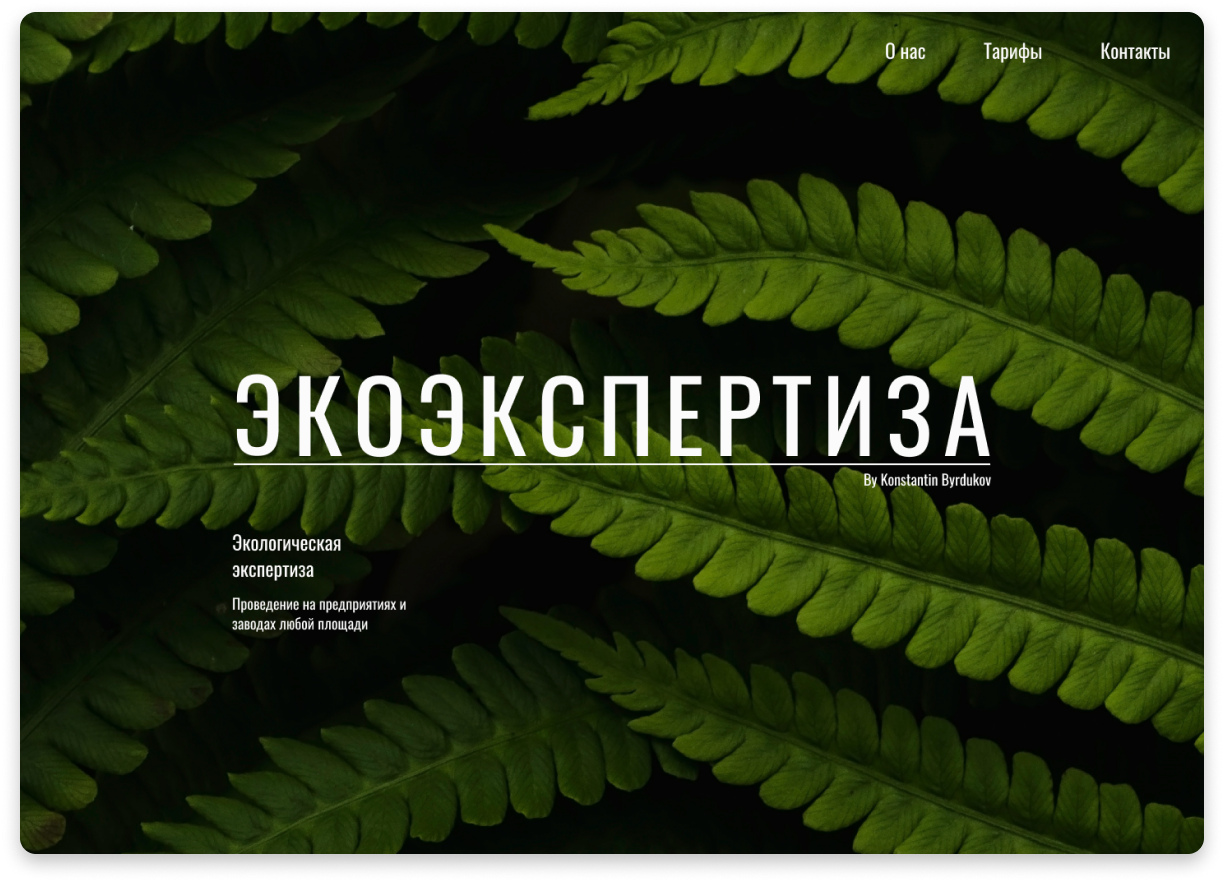 О нас Тарифы Контакты
ЭКОЭКСПЕРТИЗА
By Konstantin Byrdukov
Экологическая
экспертиза
Проведение на предприятиях и
заводах любой площади